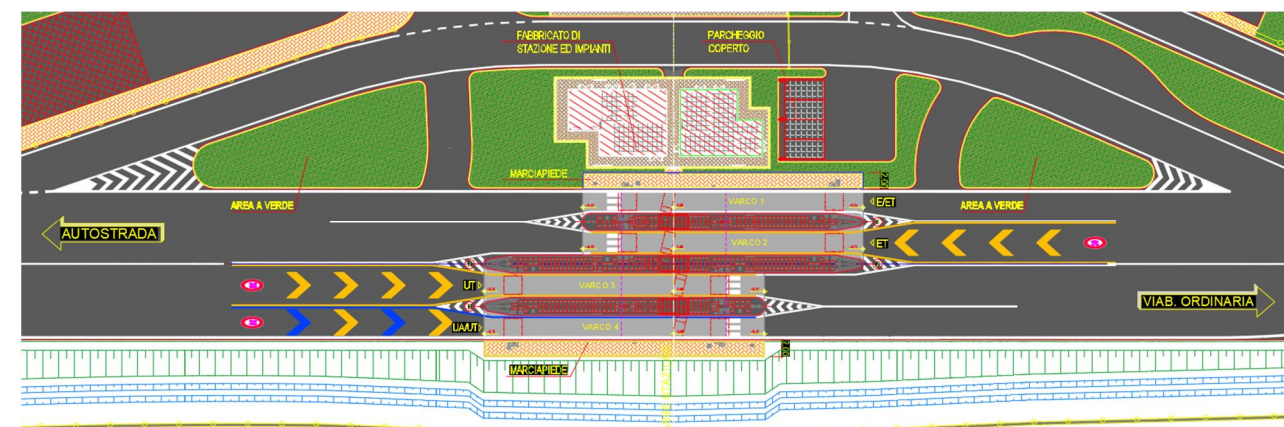 FABBRICATO DI
STAZIONE ED IMPIANTI
PARCHEGGIO
COPERTO
MARCIAPIEDE
AREA A VERDE
AREA A VERDE
VARCO 1
E/ET
AUTOSTRADA
VARCO 2
ET
UT
VARCO 3
VIAB. ORDINARIA
UA/UT
VARCO 4
MARCIAPIEDE